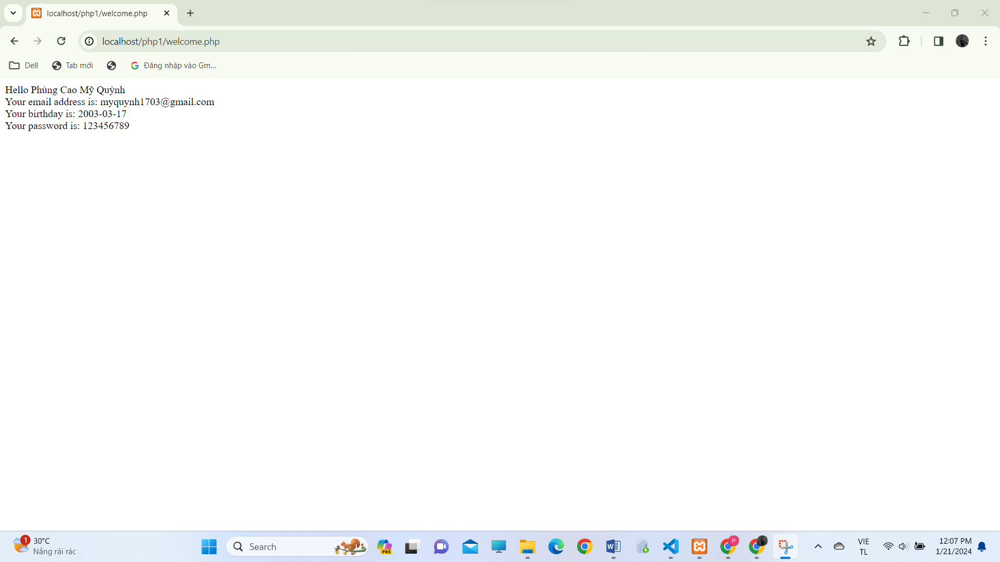 localhost/php1/welcome.php
localhost/php1/welcome.php
Dell
Tab mới
Đăng nhập vào Gm...
Hello Phùng Cao Mỹ Quỳnh
Your email address is: myquynh1703@gmail.com
Your birthday is: 2003-03-17
Your password is: 123456789
1
30°C
Nắng rải rác
Search
PRE
P
VIE
TL
12:07 PM
1/21/2024